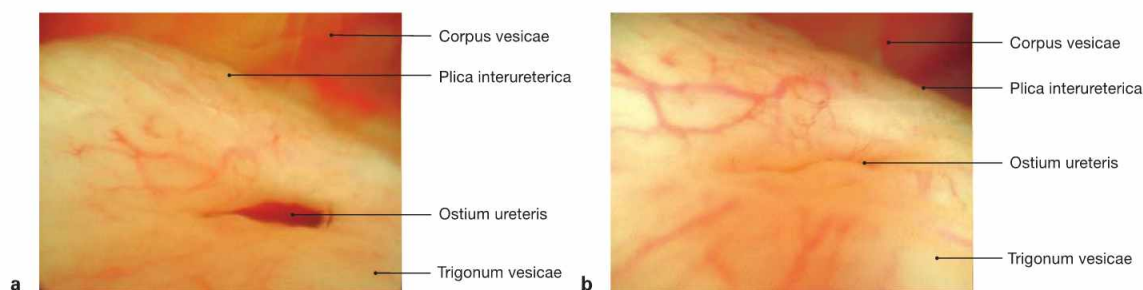 Corpus vesicae
Plica interureterica
Ostium ureteris
Trigonum vesicae
a
Corpus vesicae
Plica interureterica
Ostium ureteris
Trigonum vesicae
b